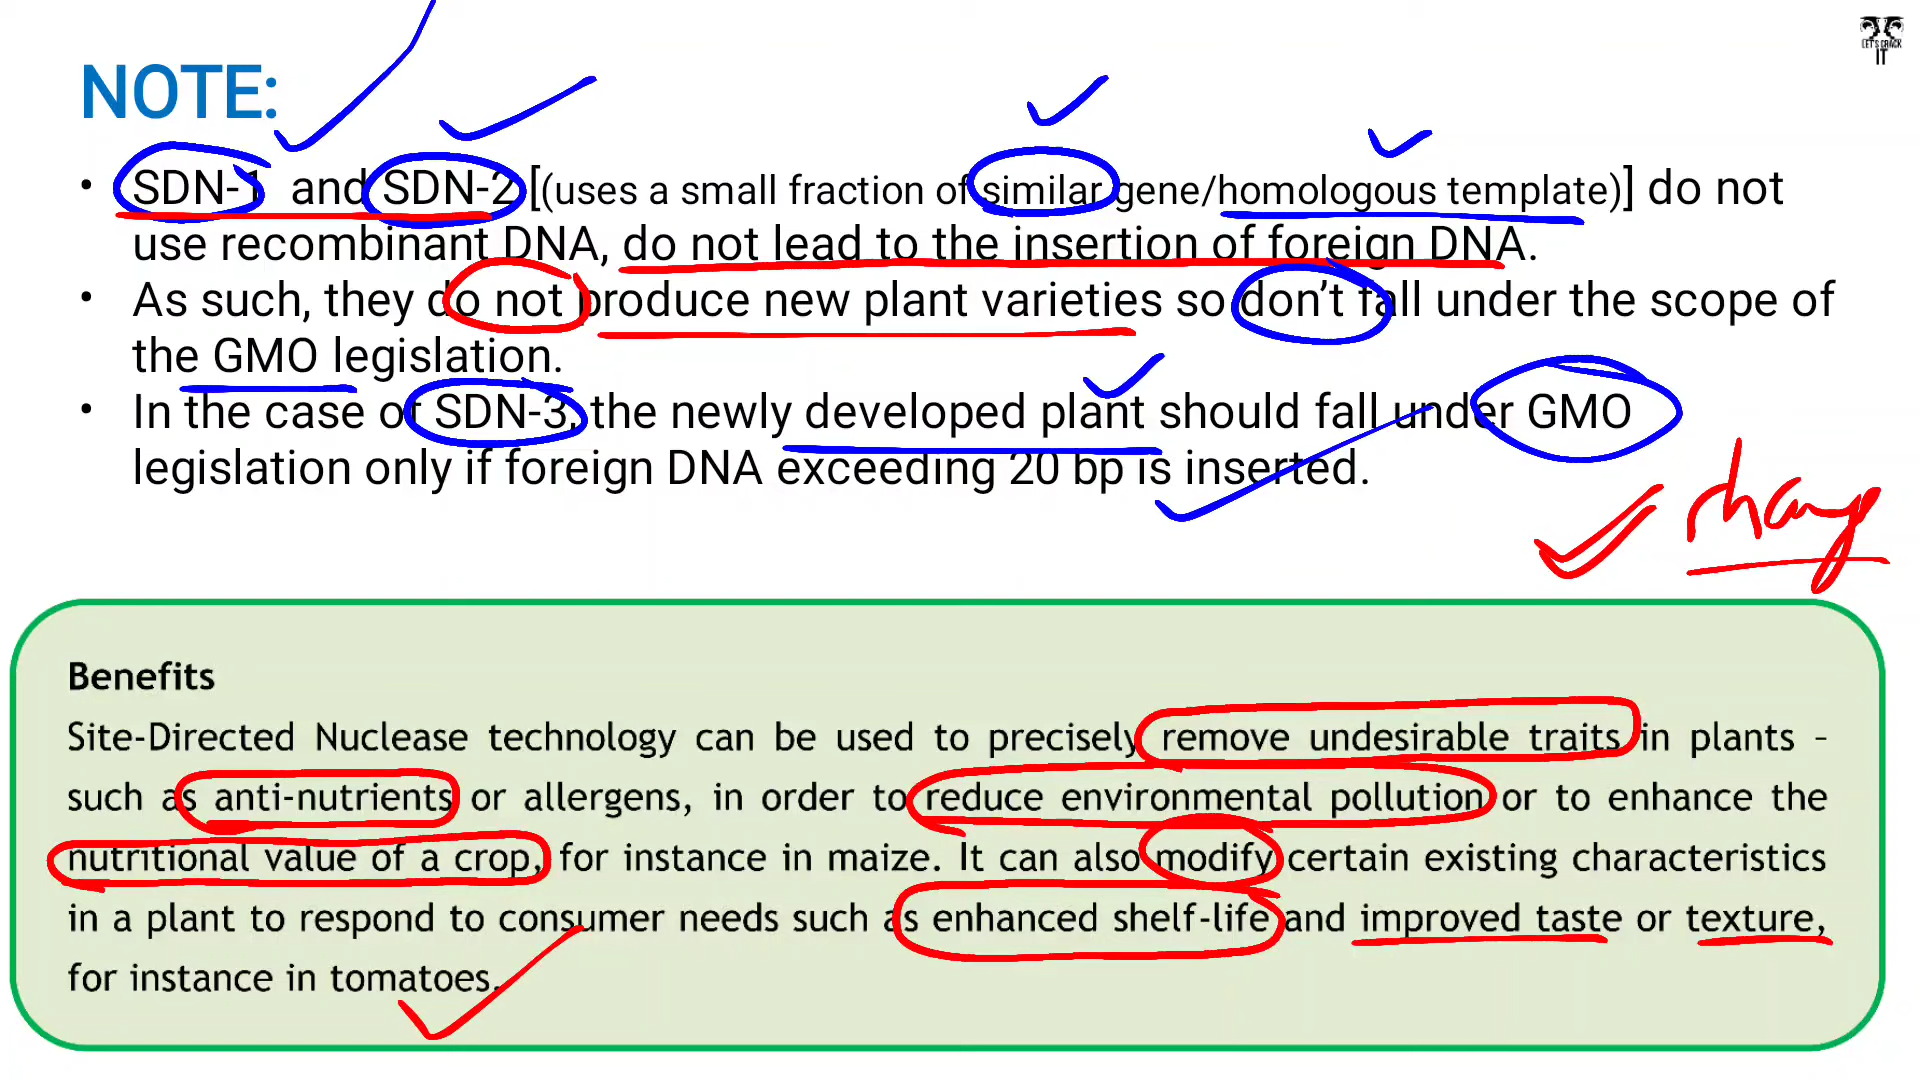 LET'S CRACK
IT
NOTE:
• SDN-1 and SDN-2 [(uses a small fraction of similar gene/homologous template)] do not
use recombinant DNA, do not lead to the insertion of foreign DNA.
• As such, they do not produce new plant varieties so don't fall under the scope of
the GMO legislation.
• In the case of SDN-3, the newly developed plant should fall under GMO
legislation only if foreign DNA exceeding 20 bp is inserted.
change
Benefits
Site-Directed Nuclease technology can be used to precisely remove undesirable traits in plants –
such as anti-nutrients or allergens, in order to reduce environmental pollution or to enhance the
nutritional value of a crop, for instance in maize. It can also modify certain existing characteristics
in a plant to respond to consumer needs such as enhanced shelf-life and improved taste or texture,
for instance in tomatoes.